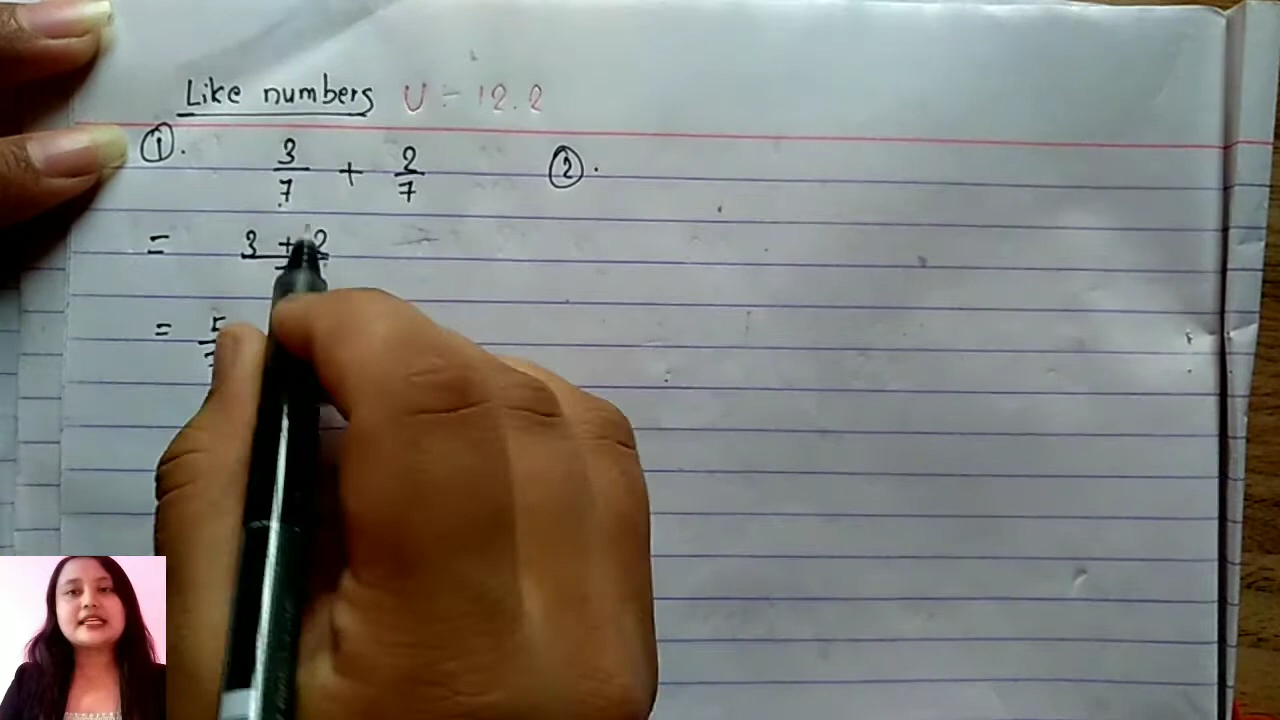 Like numbers U - 12.2
①. 3/7 + 2/7 ②.
= 3 + 2
= 5